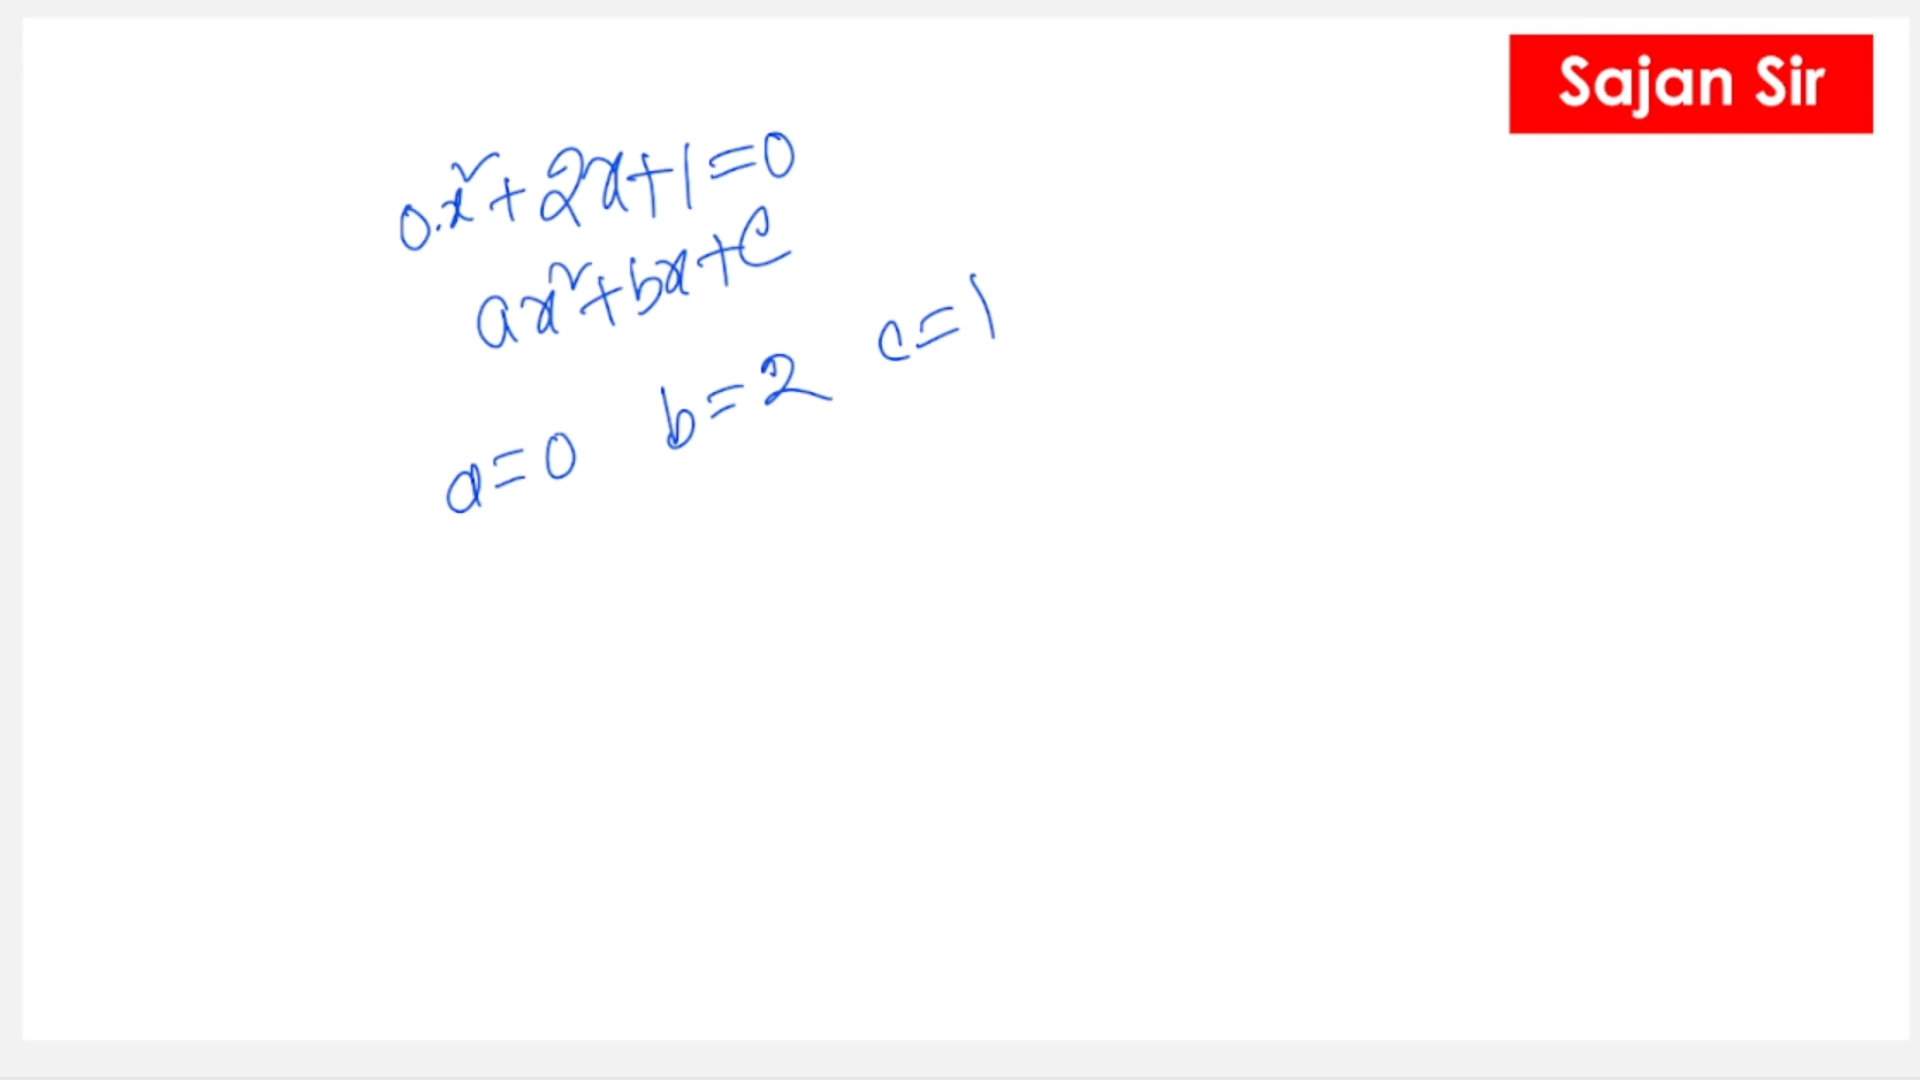 Sajan Sir
0.x²+2x+1=0
ax²+bx+c
a=0 b=2 c=1